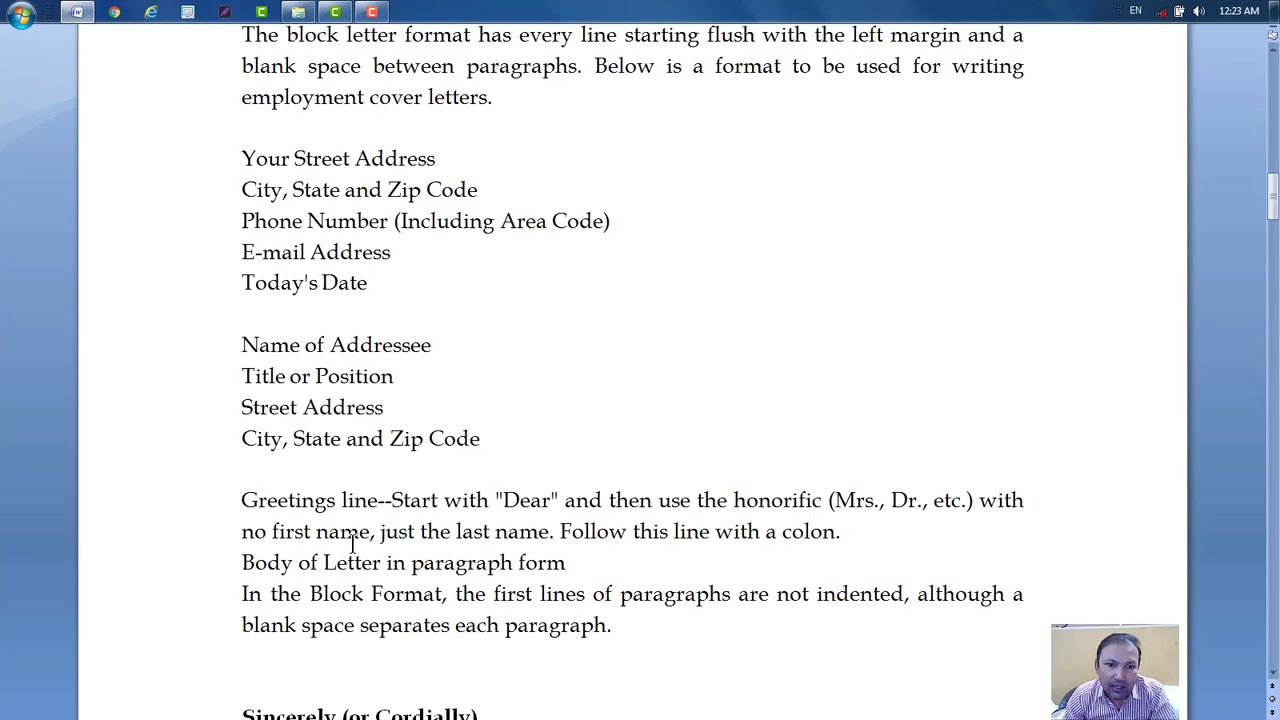 EN
12:23 AM
The block letter format has every line starting flush with the left margin and a
blank space between paragraphs. Below is a format to be used for writing
employment cover letters.
Your Street Address
City, State and Zip Code
Phone Number (Including Area Code)
E-mail Address
Today's Date
Name of Addressee
Title or Position
Street Address
City, State and Zip Code
Greetings line--Start with "Dear" and then use the honorific (Mrs., Dr., etc.) with
no first name, just the last name. Follow this line with a colon.
Body of Letter in paragraph form
In the Block Format, the first lines of paragraphs are not indented, although a
blank space separates each paragraph.
Sincerely (or Cordially)